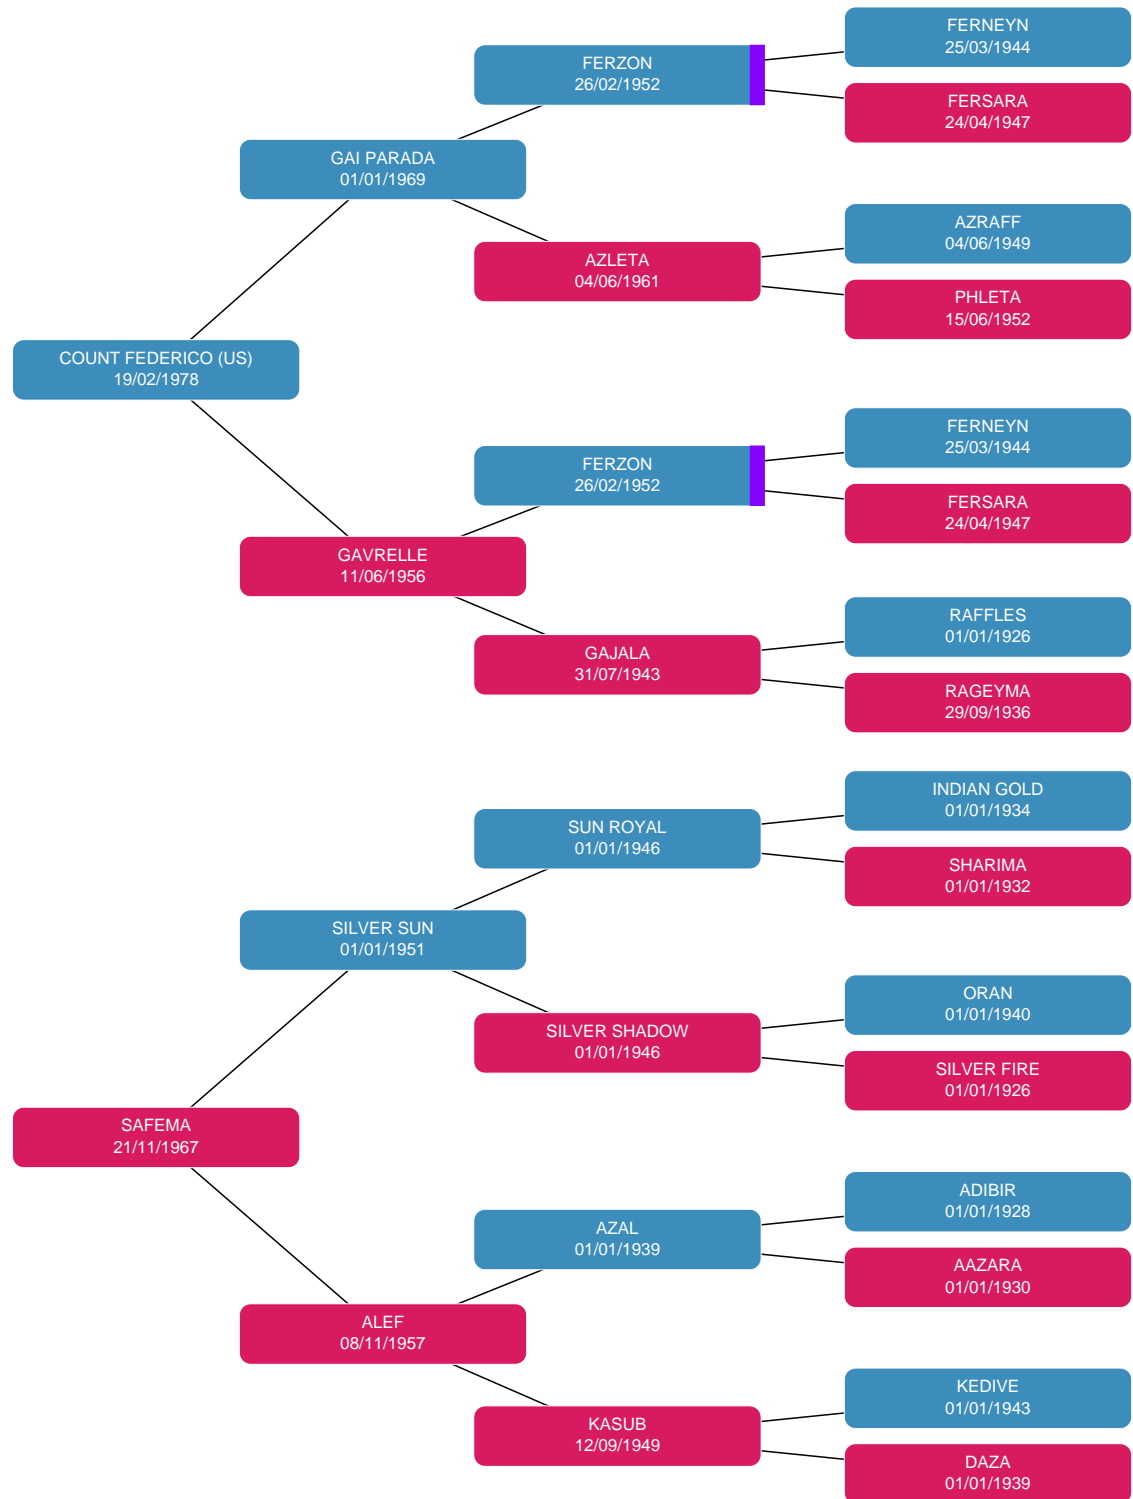 FERNEYN
25/03/1944
FERZON
26/02/1952
FERSARA
24/04/1947
GAI PARADA
01/01/1969
AZRAFF
04/06/1949
AZLETA
04/06/1961
PHLETA
15/06/1952
COUNT FEDERICO (US)
19/02/1978
FERNEYN
25/03/1944
FERZON
26/02/1952
FERSARA
24/04/1947
GAVRELLE
11/06/1956
RAFFLES
01/01/1926
GAJALA
31/07/1943
RAGEYMA
29/09/1936
INDIAN GOLD
01/01/1934
SUN ROYAL
01/01/1946
SHARIMA
01/01/1932
SILVER SUN
01/01/1951
ORAN
01/01/1940
SILVER SHADOW
01/01/1946
SILVER FIRE
01/01/1926
SAFEMA
21/11/1967
ADIBIR
01/01/1928
AZAL
01/01/1939
AAZARA
01/01/1930
ALEF
08/11/1957
KEDIVE
01/01/1943
KASUB
12/09/1949
DAZA
01/01/1939